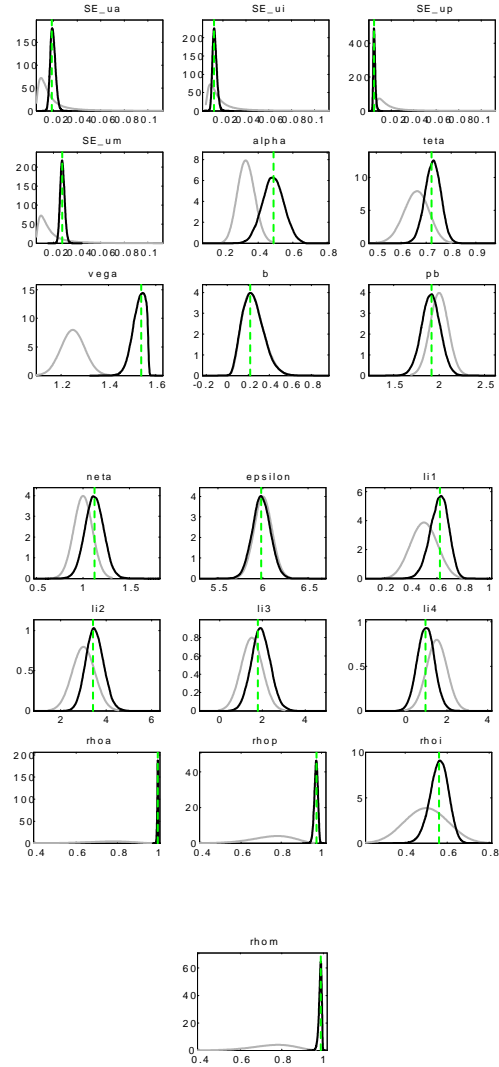 SE_ua SE_ui SE_up
150 200 40
100 100 20
50
0 0 0
0.02 0.04 0.06 0.08 0.1 0.02 0.04 0.06 0.08 0.1 0.02 0.04 0.06 0.08 0.1
SE_um alpha teta
200 8 10
150 6
100 4 5
50 2
0 0 0
0.02 0.04 0.06 0.08 0.1 0.2 0.4 0.6 0.8 0.5 0.6 0.7 0.8 0.9
vega b pb
15 4 4
10 3 3
5 2 2
1 1
0 0 0
1.2 1.4 1.6 -0.2 0 0.2 0.4 0.6 0.8 1.5 2 2.5
neta epsilon li1
4 4 6
3 3 4
2 2 2
1 1
0 0 0
0.5 1 1.5 5.5 6 6.5 0.2 0.4 0.6 0.8 1
li2 li3 li4
1 0.8 1
0.6
0.5 0.4 0.5
0.2
0 0 0
2 4 6 0 2 4 0 2 4
rhoa rhop rhoi
200 40 10
150
100 20 5
50
0 0 0
0.4 0.6 0.8 1 0.4 0.6 0.8 1 0.4 0.6 0.8
rhom
60
40
20
0
0.4 0.6 0.8 1